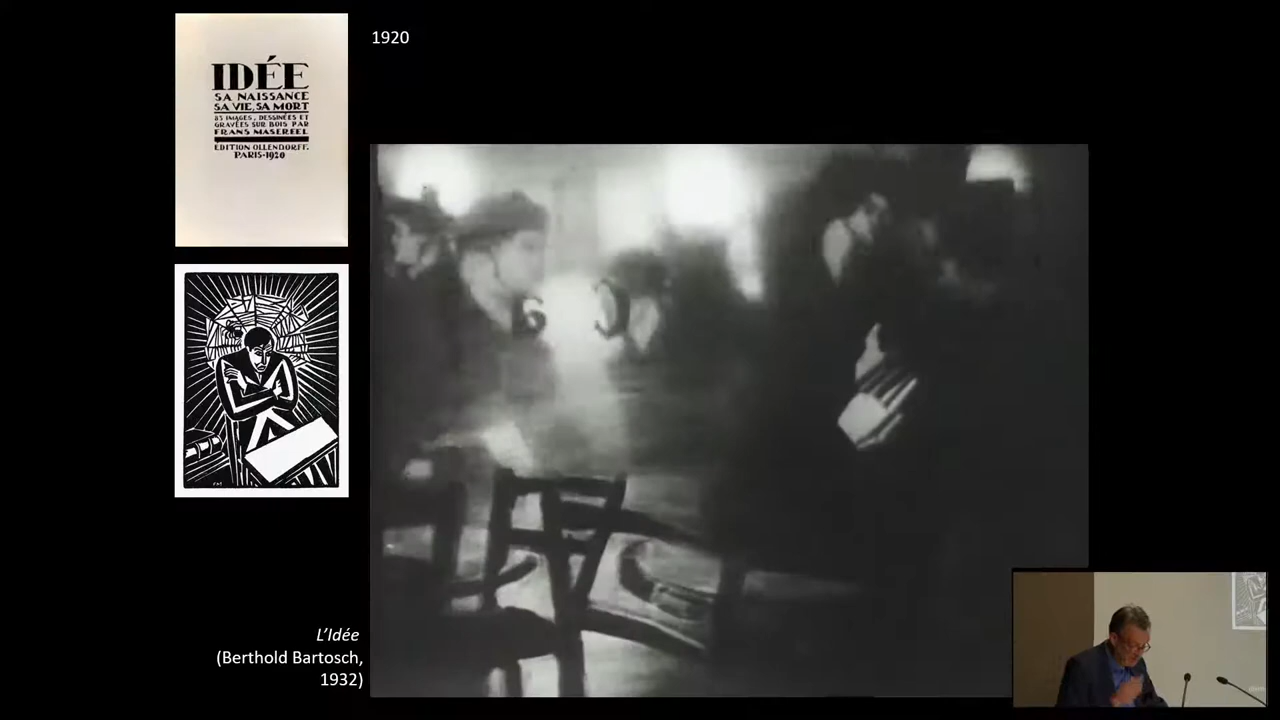 1920
IDÉE
SA NAISSANCE
SA VIE, SA MORT
83 IMAGES, DESSINÉES ET
GRAVÉES SUR BOIS PAR
FRANS MASEREEL
ÉDITION OLLENDORFF.
PARIS-1920
L'Idée
(Berthold Bartosch,
1932)